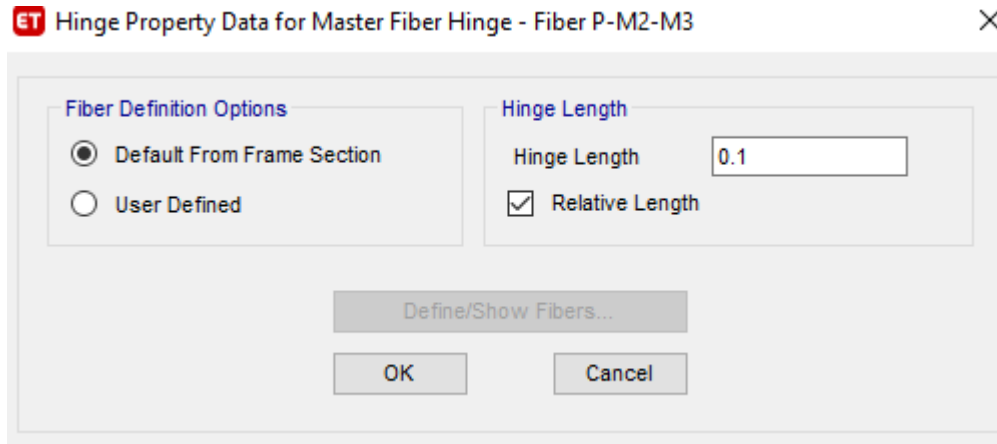 ET Hinge Property Data for Master Fiber Hinge - Fiber P-M2-M3
Fiber Definition Options
Default From Frame Section
User Defined
Hinge Length
Hinge Length 0.1
Relative Length
Define/Show Fibers...
OK Cancel